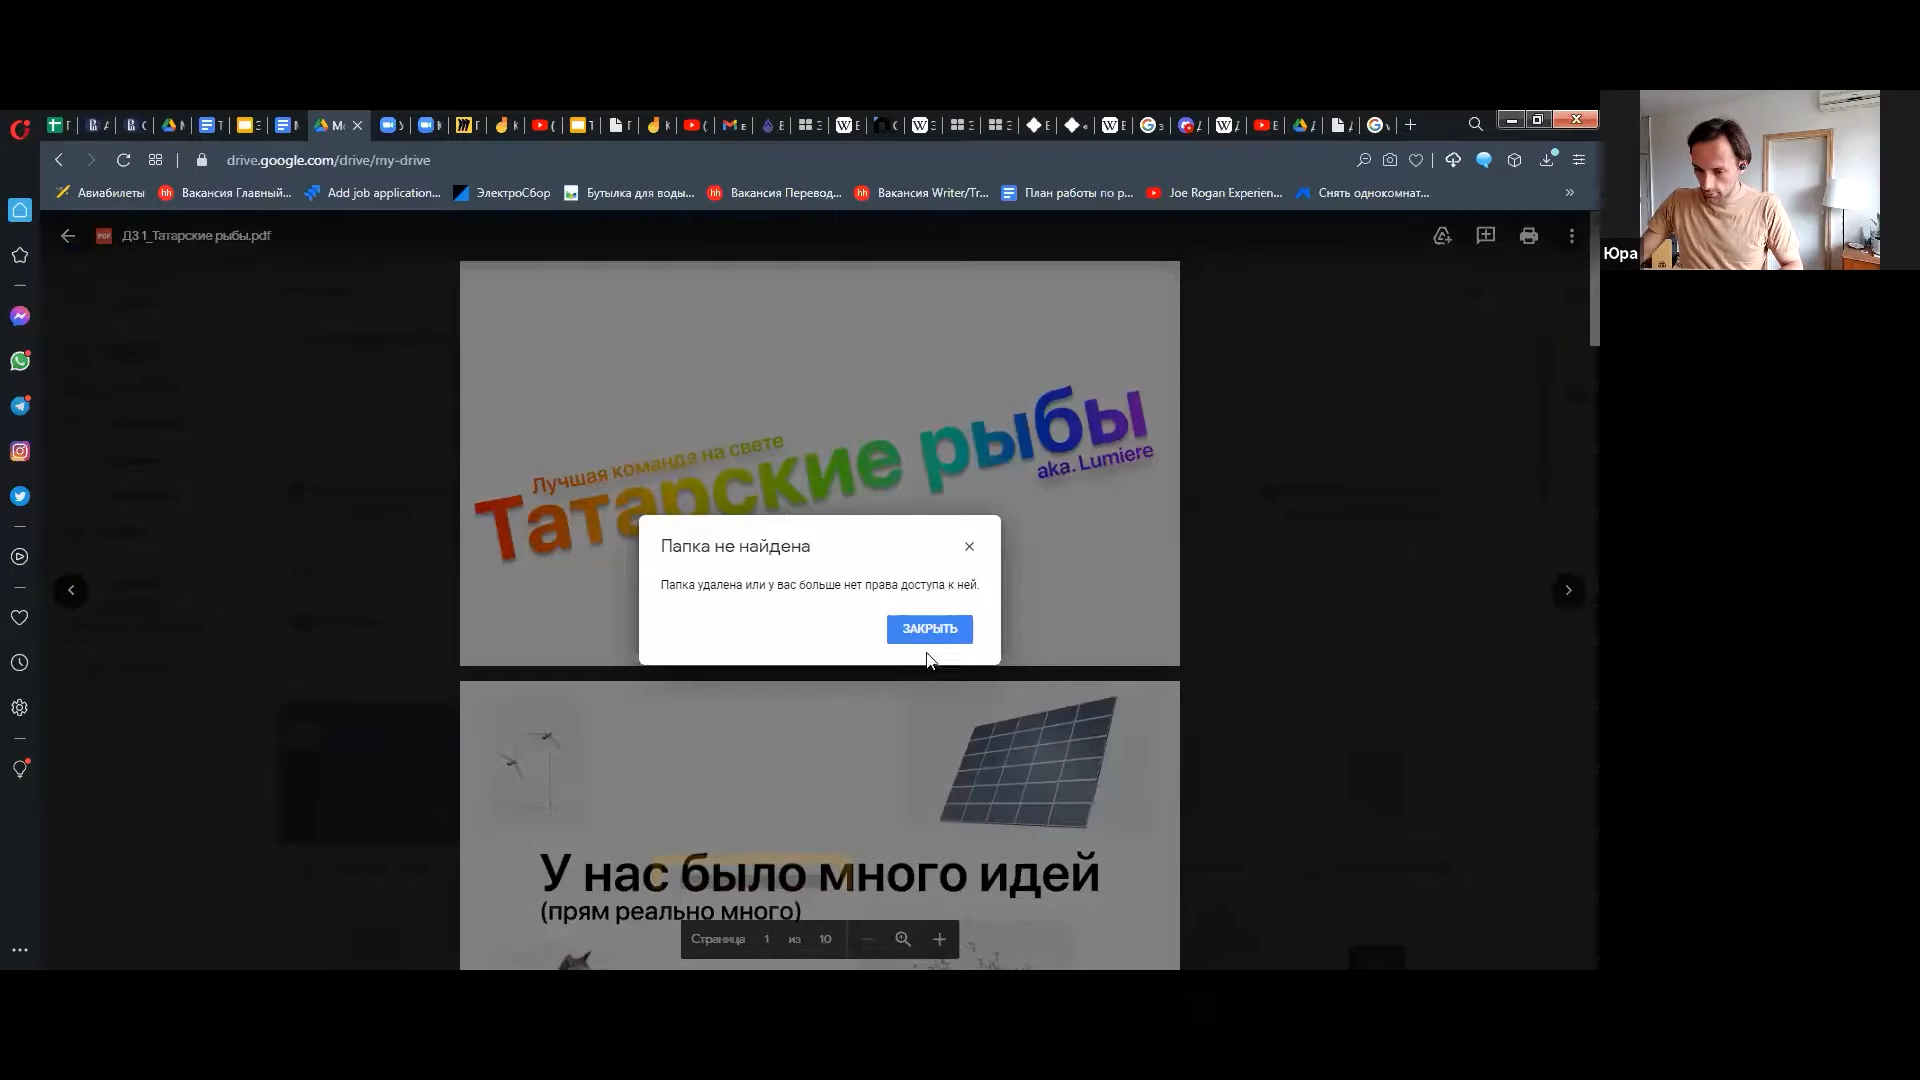 drive.google.com/drive/my-drive
Авиабилеты
Вакансия Главный...
Add job application...
ЭлектроСбор
Бутылка для воды...
Вакансия Перевод...
Вакансия Writer/Tr...
План работы по р...
Joe Rogan Experien...
Снять однокомнат...
»
PDF
ДЗ 1_Татарские рыбы.pdf
Юра
Лучшая команда на свете
Татарские рыбы
aka. Lumiere
Папка не найдена
Папка удалена или у вас больше нет права доступа к ней.
ЗАКРЫТЬ
У нас было много идей
(прям реально много)
Страница 1 из 10